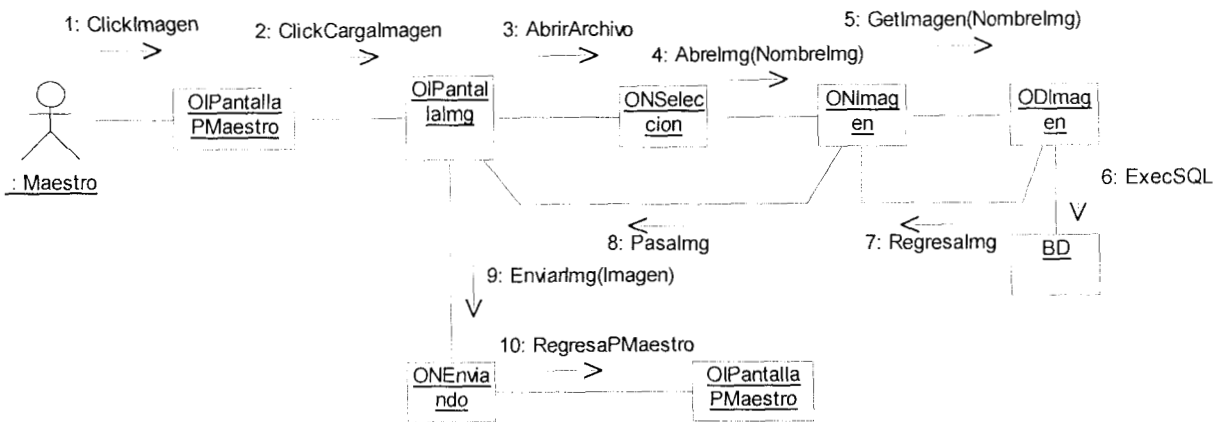 1: ClickImagen
2: ClickCargaImagen
3: AbrirArchivo
4: AbreImg(NombreImg)
5: GetImagen(NombreImg)
OIPantalla
PMaestro
OIPantal
laImg
ONSelec
cion
ONImag
en
ODImag
en
: Maestro
6: ExecSQL
8: PasaImg
7: RegresaImg
BD
9: EnviarImg(Imagen)
10: RegresaPMaestro
ONEnvia
ndo
OIPantalla
PMaestro